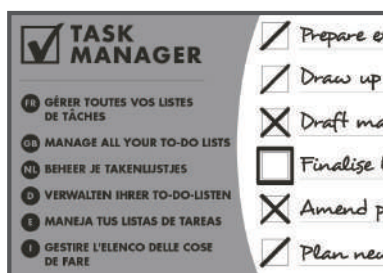 TASK
MANAGER
FR GÉRER TOUTES VOS LISTES
DE TÂCHES
GB MANAGE ALL YOUR TO-DO LISTS
NL BEHEER JE TAKENLIJSTJES
D VERWALTEN IHRER TO-DO-LISTEN
E MANEJA TUS LISTAS DE TAREAS
I GESTIRE L'ELENCO DELLE COSE
DE FARE
Prepare
Draw up
Draft
Finalise
Amend
Plan